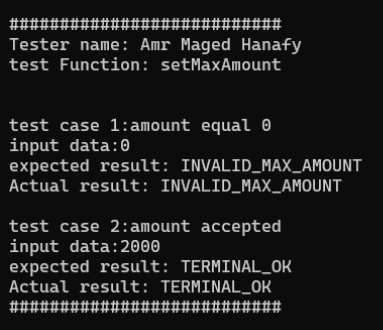 ###########################
Tester name: Amr Maged Hanafy
test Function: setMaxAmount
test case 1:amount equal 0
input data:0
expected result: INVALID_MAX_AMOUNT
Actual result: INVALID_MAX_AMOUNT
test case 2:amount accepted
input data:2000
expected result: TERMINAL_OK
Actual result: TERMINAL_OK
###########################